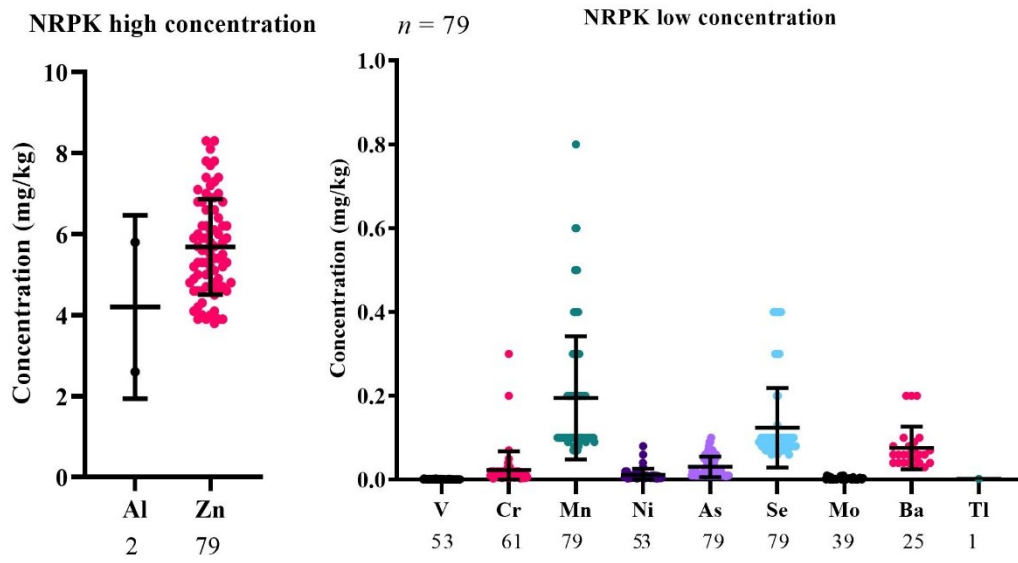 NRPK high concentration
n = 79
NRPK low concentration
Concentration (mg/kg)
10
8
6
4
2
0
Al Zn
2 79
Concentration (mg/kg)
1.0
0.8
0.6
0.4
0.2
0.0
V Cr Mn Ni As Se Mo Ba Tl
53 61 79 53 79 79 39 25 1